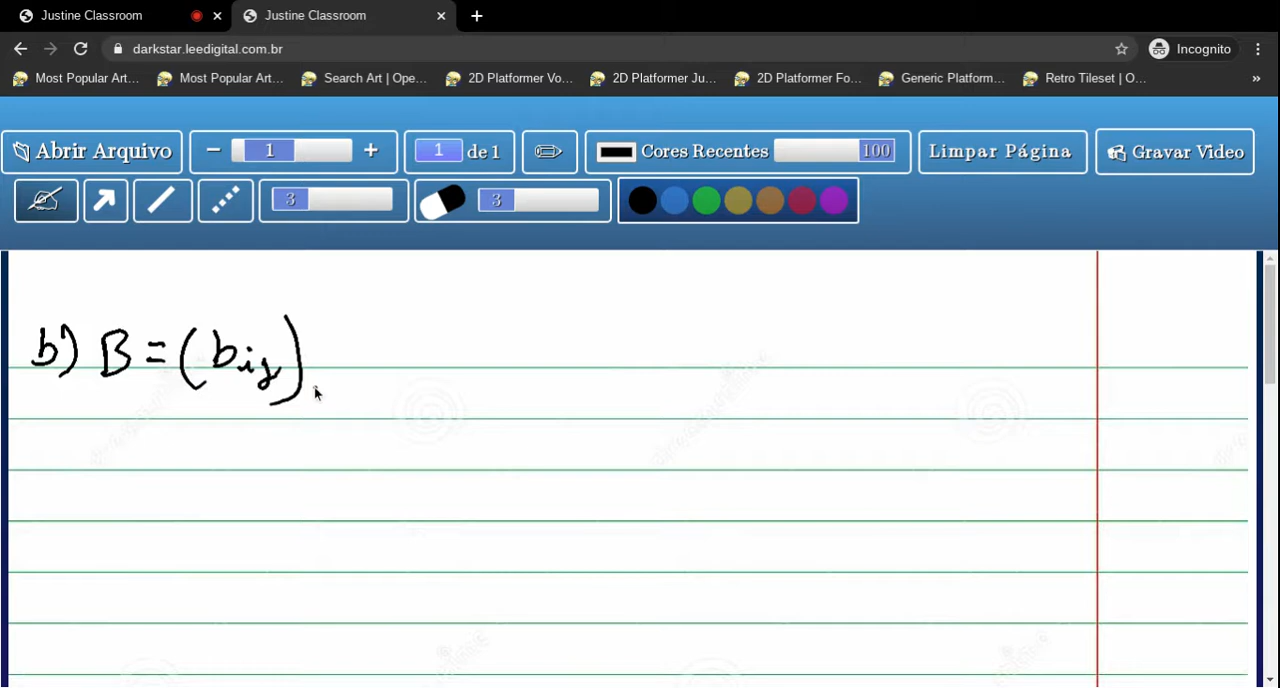 Justine Classroom
Justine Classroom
darkstar.leedigital.com.br
Incognito
Most Popular Art...
Most Popular Art...
Search Art | Ope...
2D Platformer Vo...
2D Platformer Ju...
2D Platformer Fo...
Generic Platform...
Retro Tileset | O...
»
Abrir Arquivo
− 1 +
1 de 1
Cores Recentes
100
Limpar Página
Gravar Video
3
3
b) B = (bij)